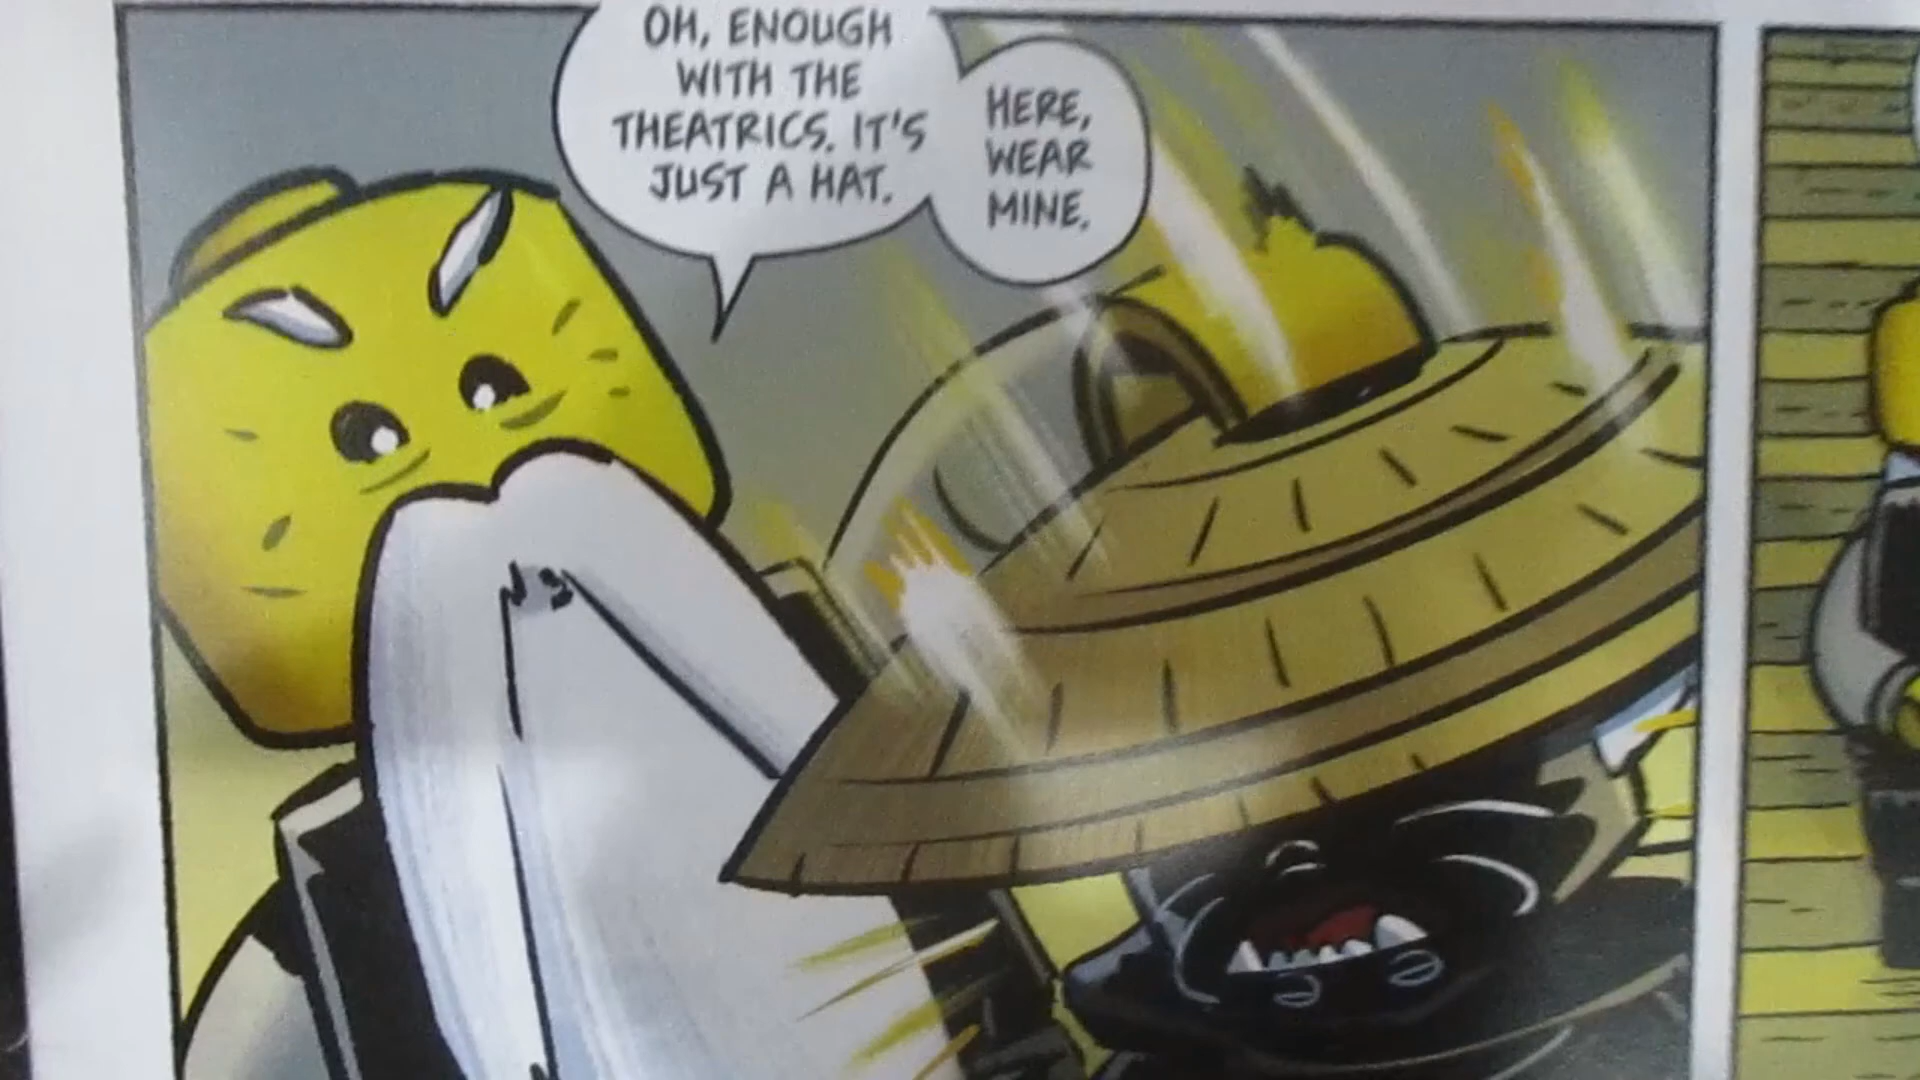 OH, ENOUGH
WITH THE
THEATRICS. IT'S
JUST A HAT.
HERE,
WEAR
MINE.